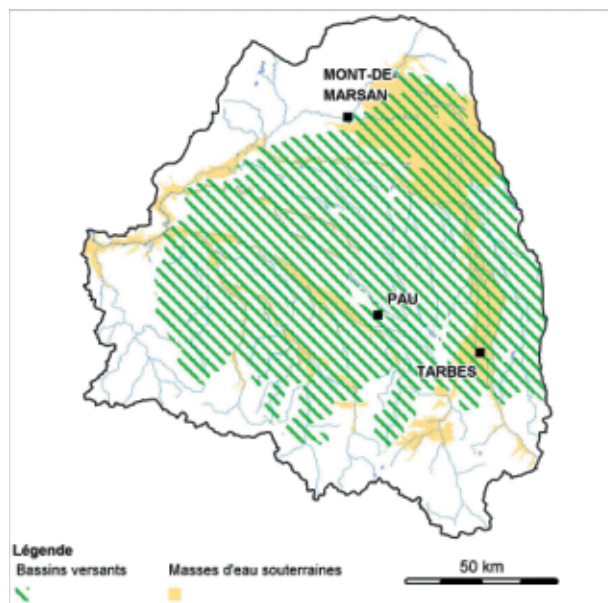 MONT-DE-
MARSAN
PAU
TARBES
Légende
Bassins versants
Masses d'eau souterraines
50 km